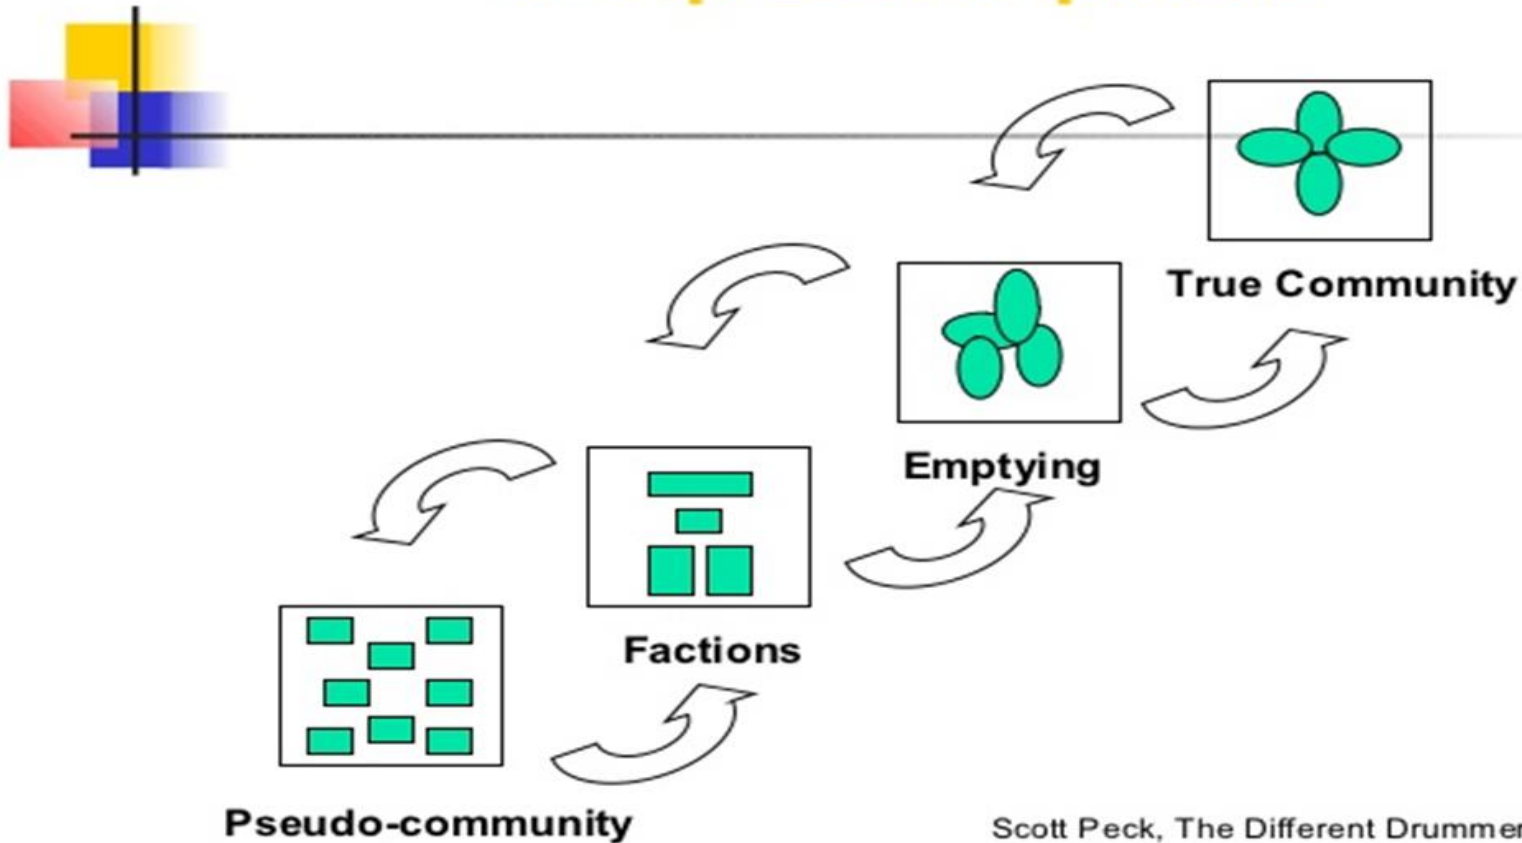 True Community
Emptying
Factions
Pseudo-community
Scott Peck, The Different Drummer